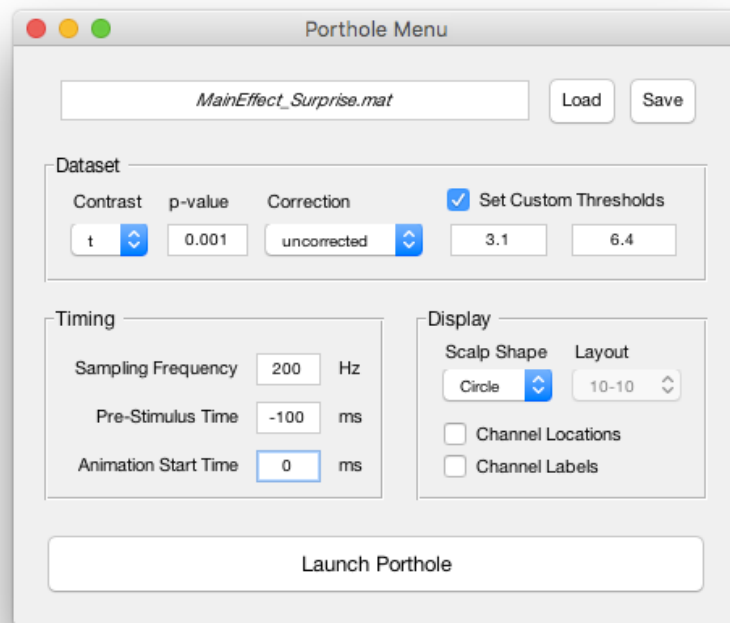 Porthole Menu
MainEffect_Surprise.mat Load Save
Dataset
Contrast p-value Correction Set Custom Thresholds
t 0.001 uncorrected 3.1 6.4
Timing Display
Scalp Shape Layout
Sampling Frequency 200 Hz
Circle 10-10
Pre-Stimulus Time -100 ms
Channel Locations
Animation Start Time 0 ms
Channel Labels
Launch Porthole